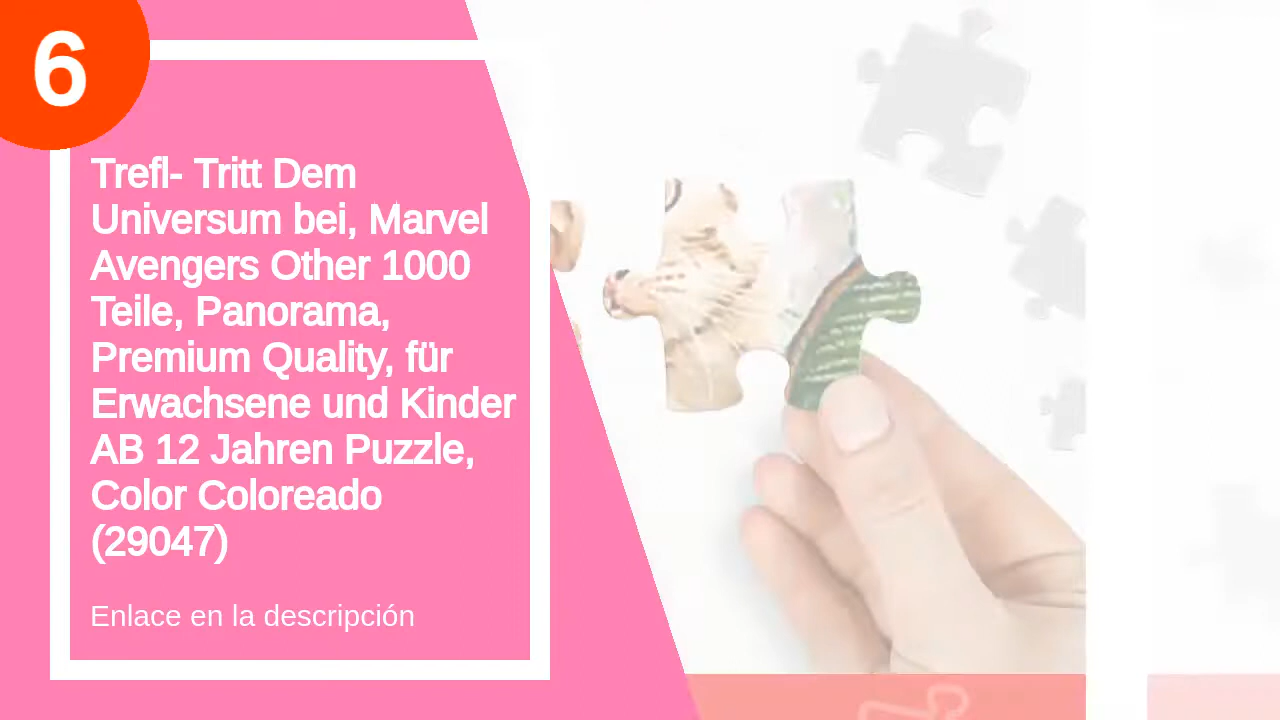 6
Trefl- Tritt Dem
Universum bei, Marvel
Avengers Other 1000
Teile, Panorama,
Premium Quality, für
Erwachsene und Kinder
AB 12 Jahren Puzzle,
Color Coloreado
(29047)
Enlace en la descripción